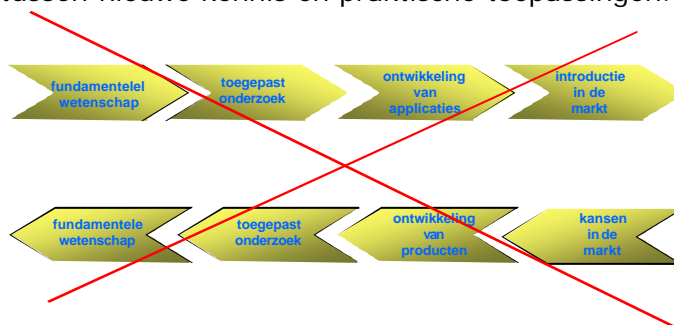 tussen nieuwe kennis en praktische toepassingen.
fundamentelel
wetenschap
toegepast
onderzoek
ontwikkeling
van
applicaties
introductie
in de
markt
fundamentele
wetenschap
toegepast
onderzoek
ontwikkeling
van
producten
kansen
in de
markt